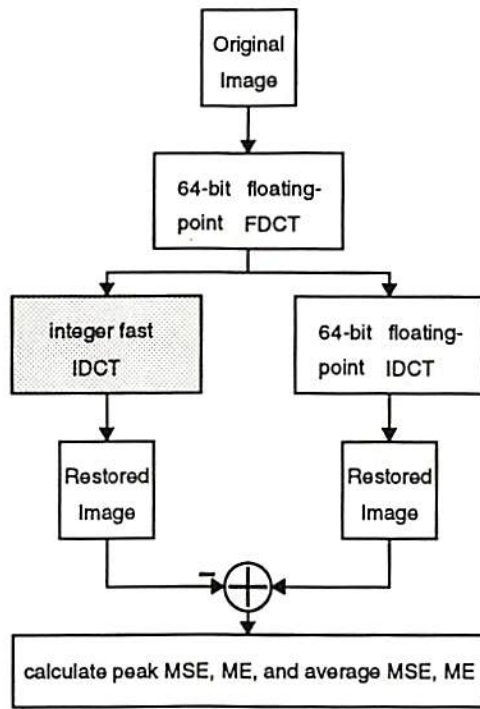 Original
Image
64-bit floating-
point FDCT
integer fast
IDCT
64-bit floating-
point IDCT
Restored
Image
Restored
Image
−
calculate peak MSE, ME, and average MSE, ME